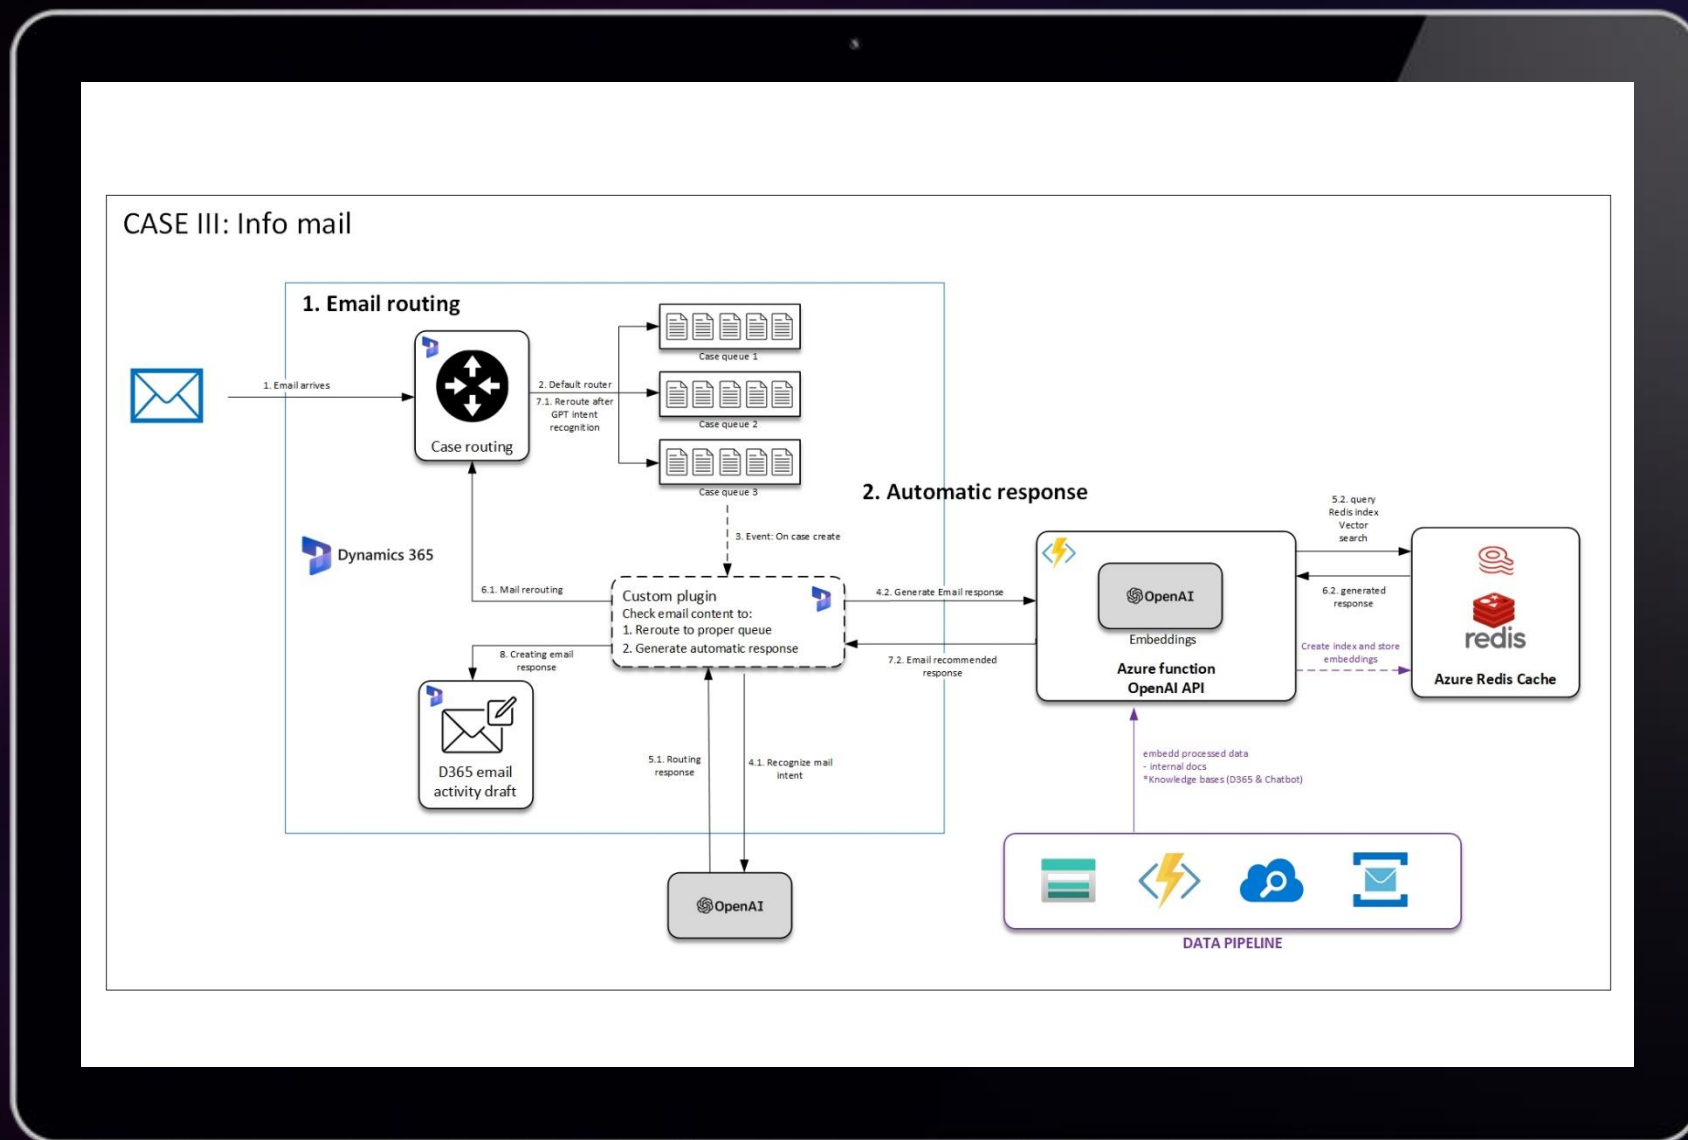 CASE III: Info mail
1. Email routing
1. Email arrives
Case routing
2. Default router
7.1. Reroute after
GPT intent
recognition
Case queue 1
Case queue 2
Case queue 3
2. Automatic response
3. Event: On case create
Dynamics 365
6.1. Mail rerouting
Custom plugin
Check email content to:
1. Reroute to proper queue
2. Generate automatic response
8. Creating email
response
D365 email
activity draft
5.1. Routing
response
4.1. Recognize mail
intent
OpenAI
4.2. Generate Email response
7.2. Email recommended
response
OpenAI
Embeddings
Azure function
OpenAI API
5.2. query
Redis index
Vector
search
6.2. generated
response
Create index and store
embeddings
redis
Azure Redis Cache
embedd processed data
- internal docs
*Knowledge bases (D365 & Chatbot)
DATA PIPELINE